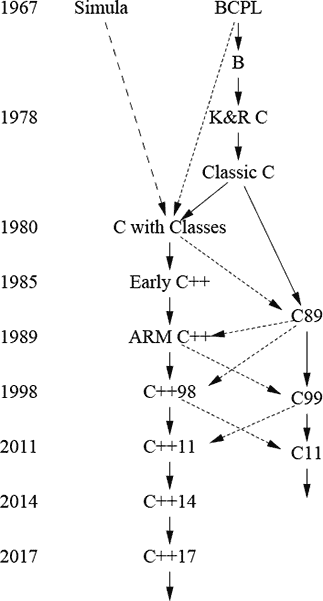 1967 Simula BCPL
B
1978 K&R C
Classic C
1980 C with Classes
1985 Early C++
C89
1989 ARM C++
1998 C++98 C99
2011 C++11 C11
2014 C++14
2017 C++17